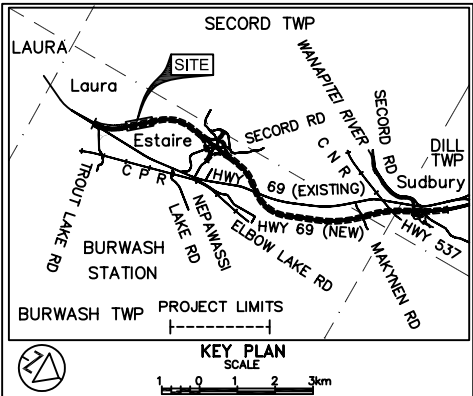 SECORD TWP
LAURA
Laura
SITE
Estaire
SECORD RD
WANAPITEI RIVER
C N R
SECORD RD
DILL
TWP
Sudbury
HWY
69 (EXISTING)
HWY 69 (NEW)
HWY 537
C P R
TROUT LAKE RD
NEPAWASSI
LAKE RD
ELBOW LAKE RD
MAKYNEN RD
BURWASH
STATION
BURWASH TWP
PROJECT LIMITS
KEY PLAN
SCALE
1 0 1 2 3km
N